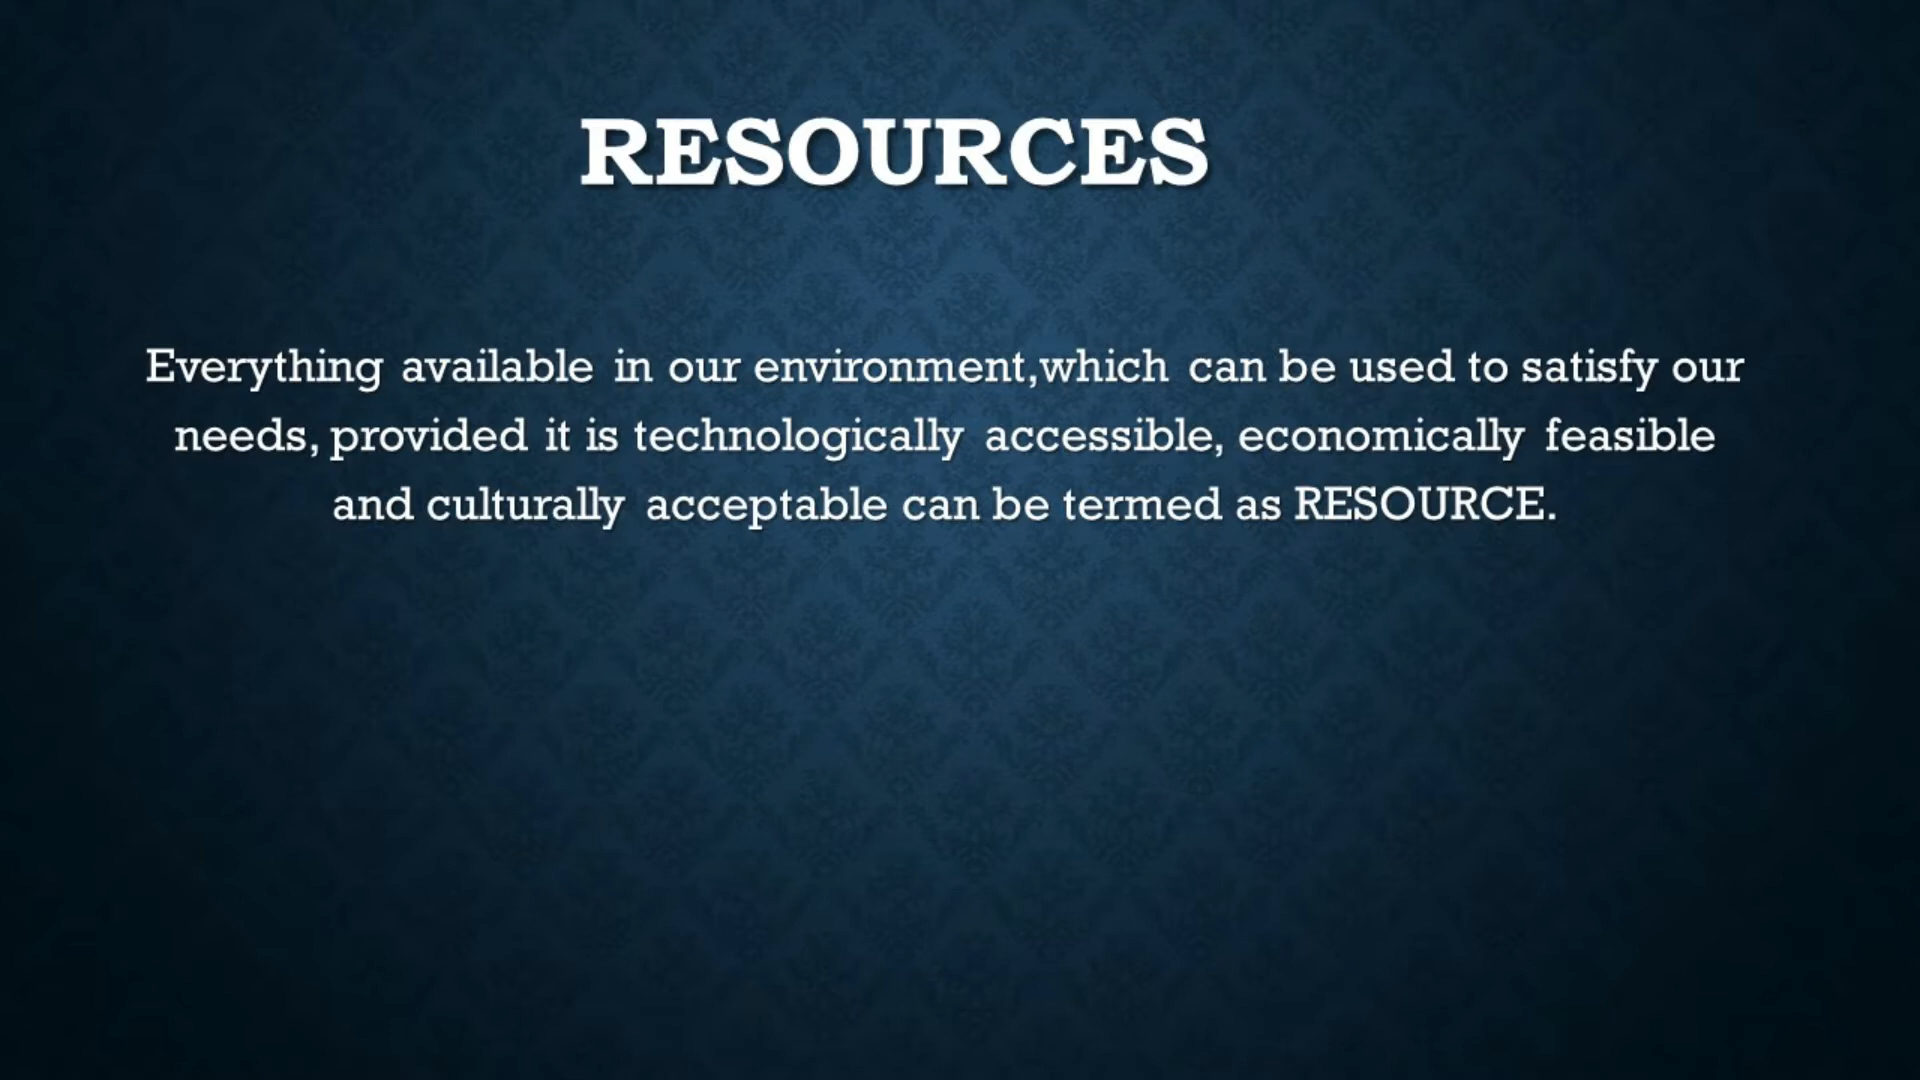 RESOURCES
Everything available in our environment,which can be used to satisfy our
needs, provided it is technologically accessible, economically feasible
and culturally acceptable can be termed as RESOURCE.